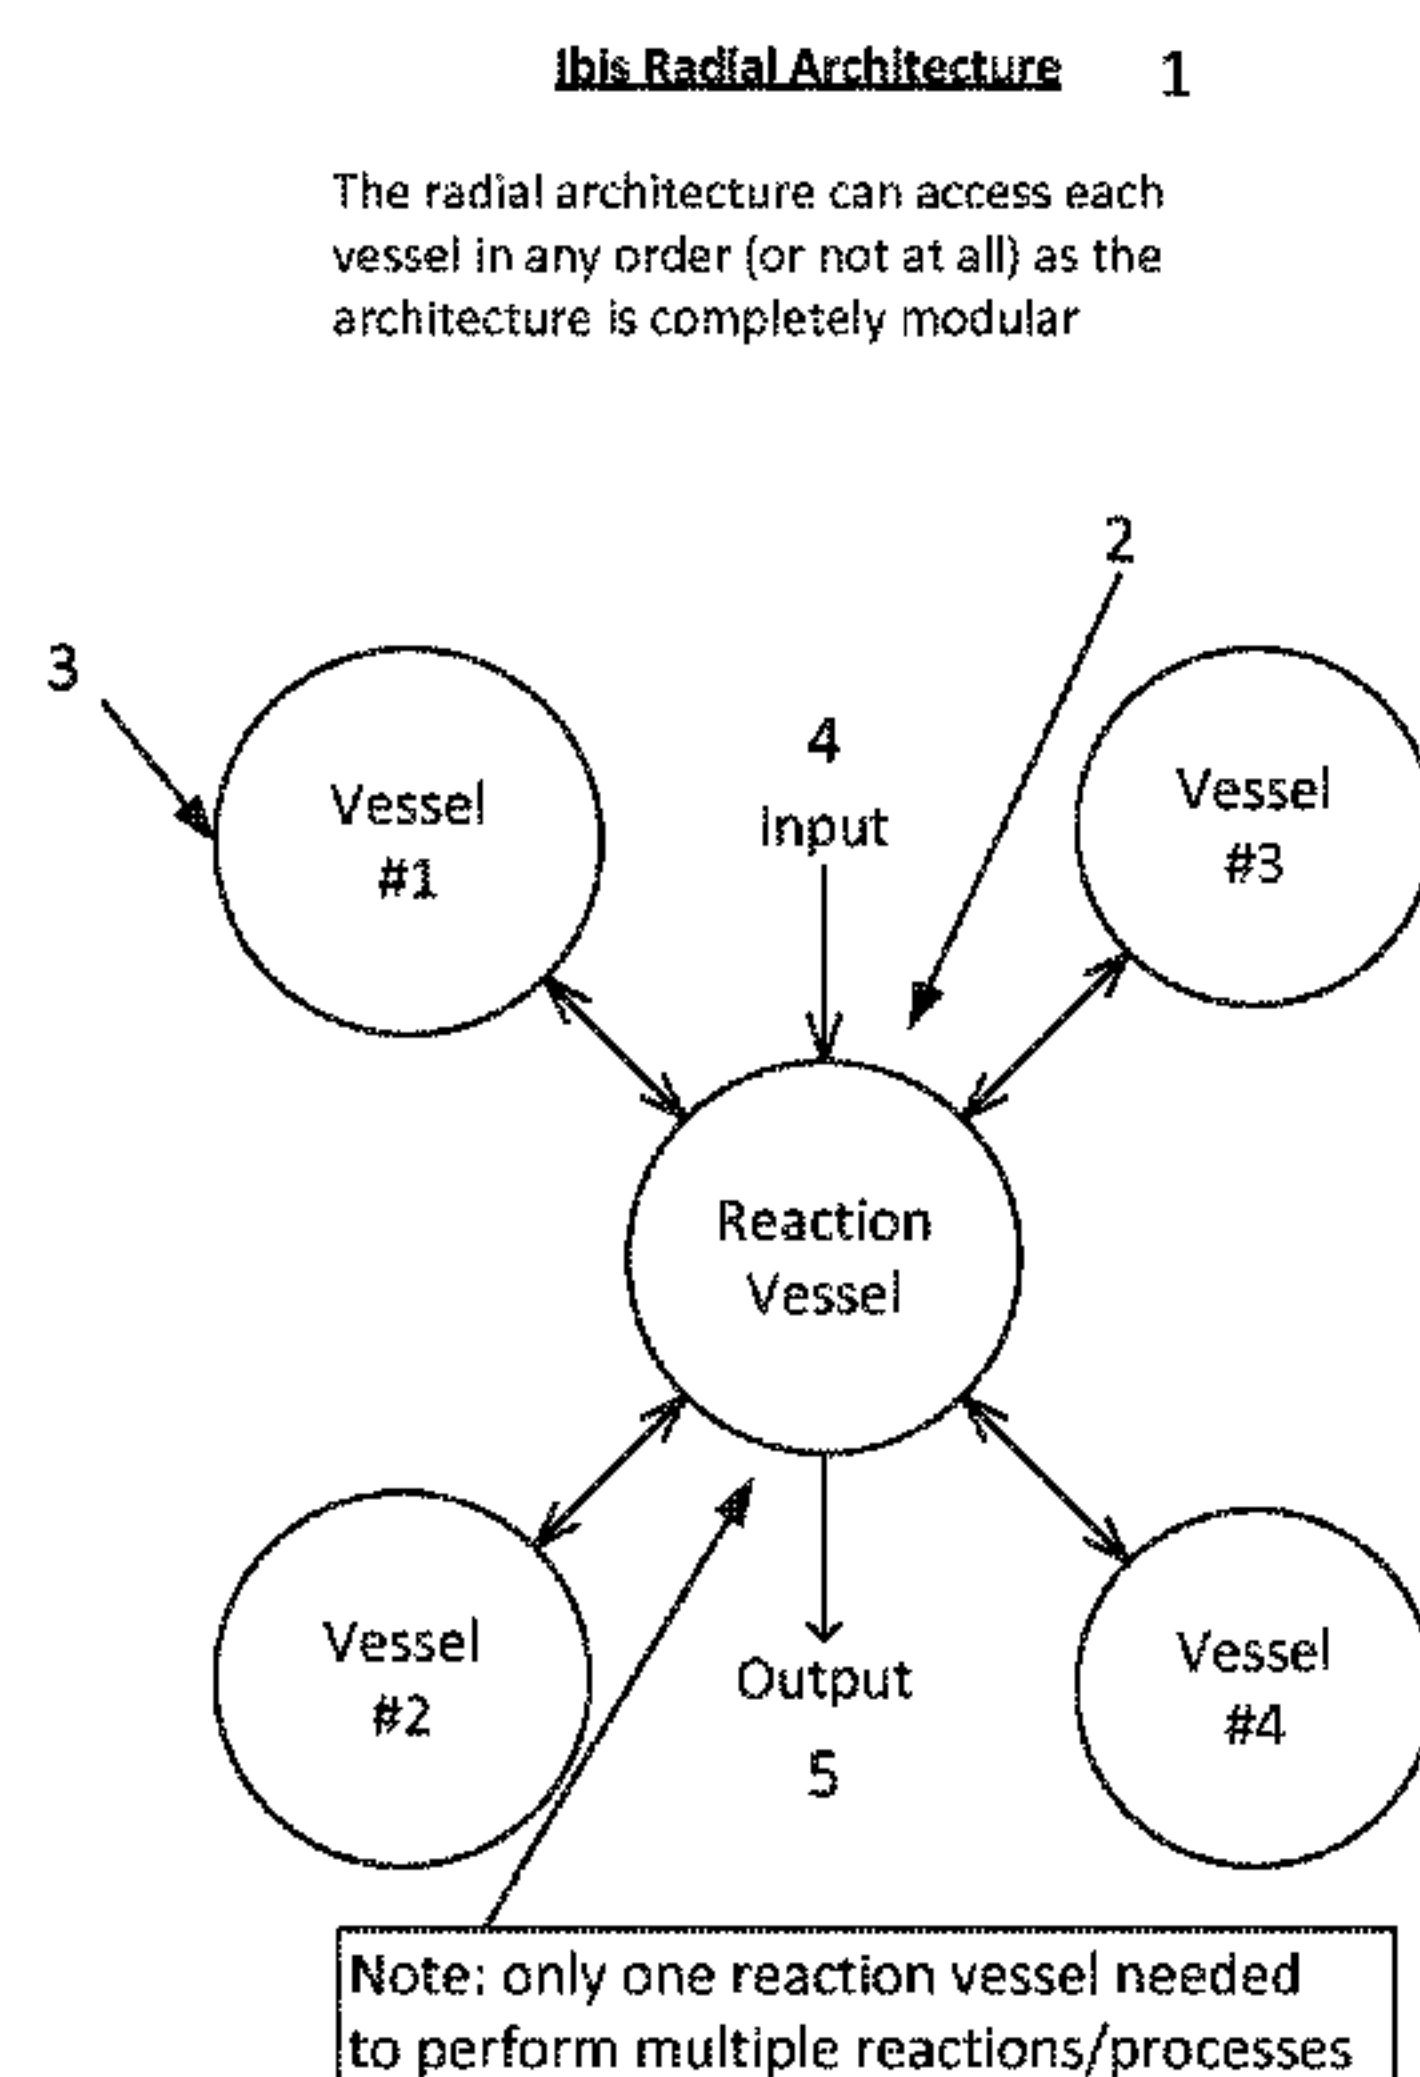 Ibis Radial Architecture 1
The radial architecture can access each
vessel in any order (or not at all) as the
architecture is completely modular
2
3
4
Input
Vessel
#1
Vessel
#3
Reaction
Vessel
Vessel
#2
Output
5
Vessel
#4
Note: only one reaction vessel needed
to perform multiple reactions/processes